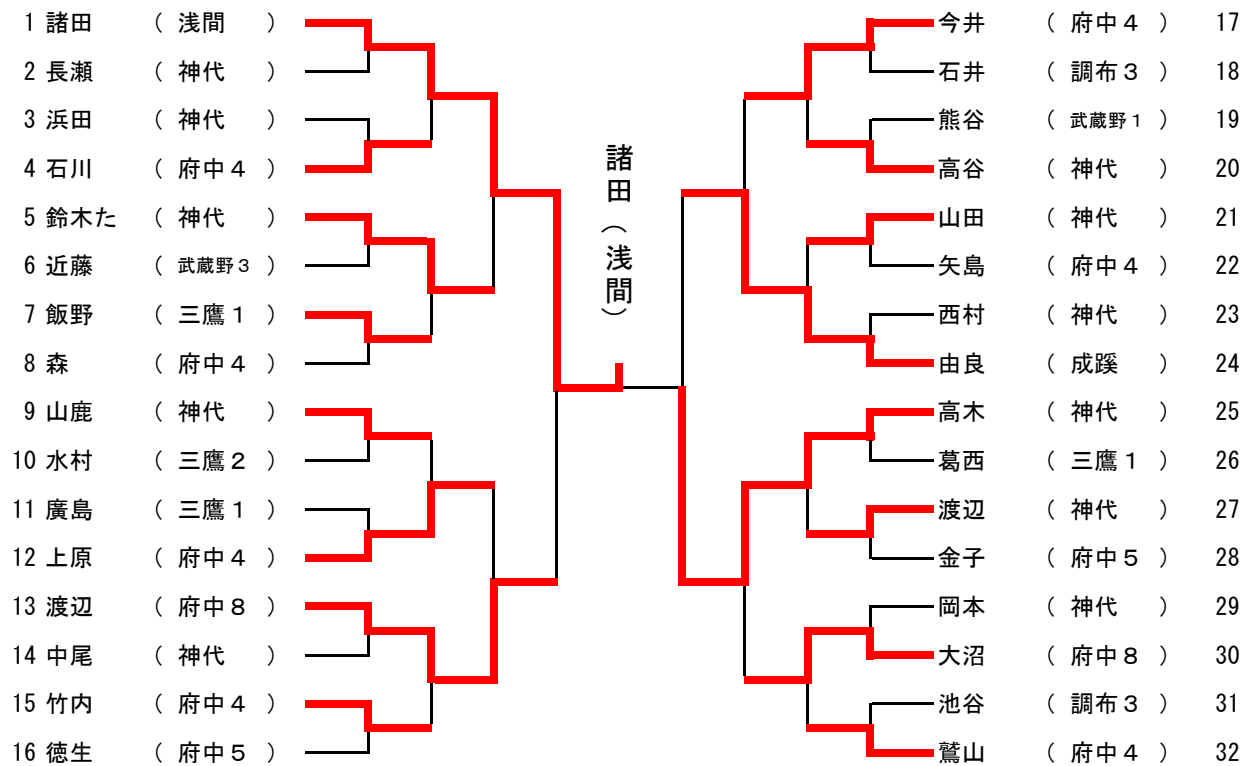 1 諸田 （ 浅間 ）
2 長瀬 （ 神代 ）
3 浜田 （ 神代 ）
4 石川 （ 府中４ ）
5 鈴木た （ 神代 ）
6 近藤 （ 武蔵野３ ）
7 飯野 （ 三鷹１ ）
8 森 （ 府中４ ）
9 山鹿 （ 神代 ）
10 水村 （ 三鷹２ ）
11 廣島 （ 三鷹１ ）
12 上原 （ 府中４ ）
13 渡辺 （ 府中８ ）
14 中尾 （ 神代 ）
15 竹内 （ 府中４ ）
16 徳生 （ 府中５ ）
諸田（浅間）
今井 （ 府中４ ） 17
石井 （ 調布３ ） 18
熊谷 （ 武蔵野１ ） 19
高谷 （ 神代 ） 20
山田 （ 神代 ） 21
矢島 （ 府中４ ） 22
西村 （ 神代 ） 23
由良 （ 成蹊 ） 24
高木 （ 神代 ） 25
葛西 （ 三鷹１ ） 26
渡辺 （ 神代 ） 27
金子 （ 府中５ ） 28
岡本 （ 神代 ） 29
大沼 （ 府中８ ） 30
池谷 （ 調布３ ） 31
鷲山 （ 府中４ ） 32